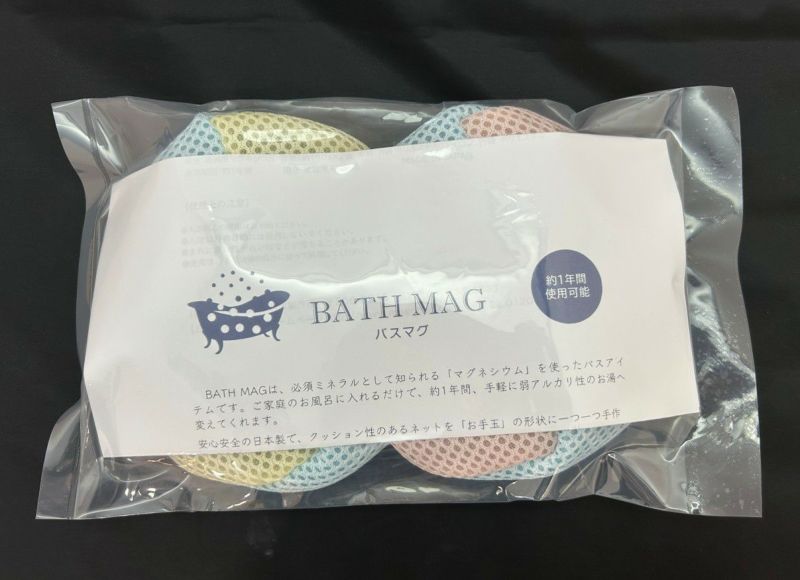 BATH MAG
バスマグ
約1年間
使用可能
BATH MAGは、必須ミネラルとして知られる「マグネシウム」を使ったバスアイ
テムです。ご家庭のお風呂に入れるだけで、約1年間、手軽に弱アルカリ性のお湯へ
変えてくれます。
安心安全の日本製で、クッション性のあるネットを「お手玉」の形状に一つ一つ手作